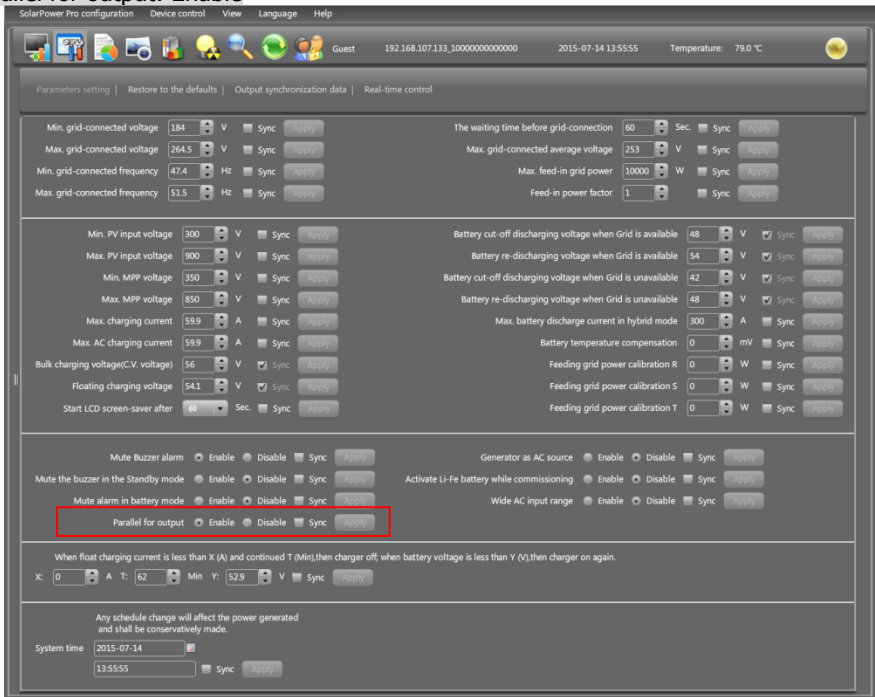 SolarPower Pro configuration Device control View Language Help
Guest 192.168.107.133_10000000000000 2015-07-14 13:55:55 Temperature: 79.0 ℃
Parameters setting | Restore to the defaults | Output synchronization data | Real-time control
Min. grid-connected voltage 184 V Sync Apply The waiting time before grid-connection 60 Sec. Sync Apply
Max. grid-connected voltage 264.5 V Sync Apply Max. grid-connected average voltage 253 V Sync Apply
Min. grid-connected frequency 47.4 Hz Sync Apply Max. feed-in grid power 10000 W Sync Apply
Max. grid-connected frequency 51.5 Hz Sync Apply Feed-in power factor 1 Sync Apply
Min. PV input voltage 300 V Sync Apply Battery cut-off discharging voltage when Grid is available 48 V Sync Apply
Max. PV input voltage 900 V Sync Apply Battery re-discharging voltage when Grid is available 54 V Sync Apply
Min. MPP voltage 350 V Sync Apply Battery cut-off discharging voltage when Grid is unavailable 42 V Sync Apply
Max. MPP voltage 850 V Sync Apply Battery re-discharging voltage when Grid is unavailable 48 V Sync Apply
Max. charging current 59.9 A Sync Apply Max. battery discharge current in hybrid mode 300 A Sync Apply
Max. AC charging current 59.9 A Sync Apply Battery temperature compensation 0 mV Sync Apply
Bulk charging voltage(C.V. voltage) 56 V Sync Apply Feeding grid power calibration R 0 W Sync Apply
Floating charging voltage 54.1 V Sync Apply Feeding grid power calibration S 0 W Sync Apply
Start LCD screen-saver after 60 Sec. Sync Apply Feeding grid power calibration T 0 W Sync Apply
Mute Buzzer alarm Enable Disable Sync Apply Generator as AC source Enable Disable Sync Apply
Mute the buzzer in the Standby mode Enable Disable Sync Apply Activate Li-Fe battery while commissioning Enable Disable Sync Apply
Mute alarm in battery mode Enable Disable Sync Apply Wide AC input range Enable Disable Sync Apply
Parallel for output Enable Disable Sync Apply
When float charging current is less than X (A) and continued T (Min),then charger off; when battery voltage is less than Y (V),then charger on again.
X: 0 A T: 62 Min Y: 52.9 V Sync Apply
Any schedule change will affect the power generated
and shall be conservatively made.
System time 2015-07-14
13:55:55 Sync Apply